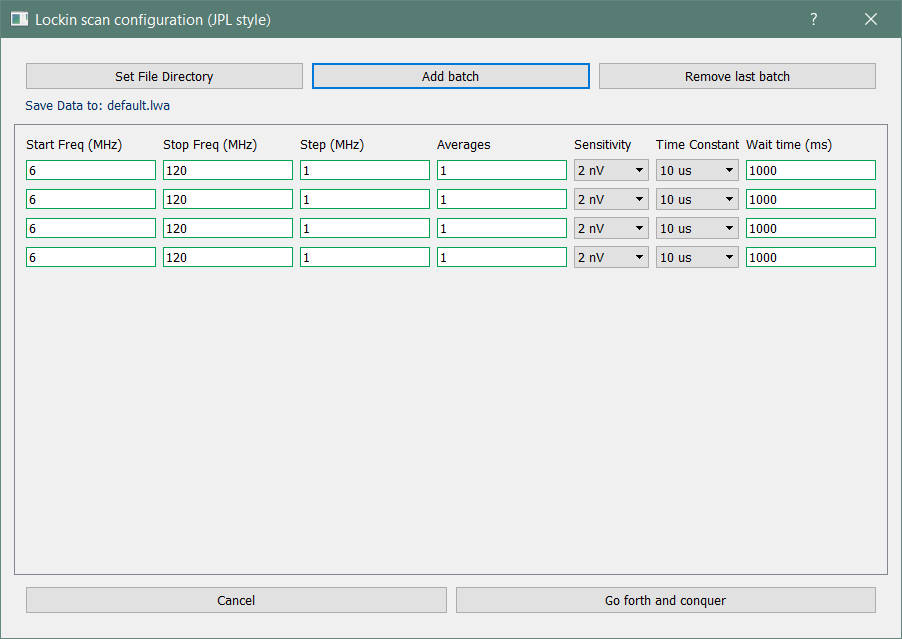 Lockin scan configuration (JPL style) ?
Set File Directory Add batch Remove last batch
Save Data to: default.lwa
Start Freq (MHz) Stop Freq (MHz) Step (MHz) Averages Sensitivity Time Constant Wait time (ms)
6 120 1 1 2 nV 10 us 1000
6 120 1 1 2 nV 10 us 1000
6 120 1 1 2 nV 10 us 1000
6 120 1 1 2 nV 10 us 1000
Cancel Go forth and conquer